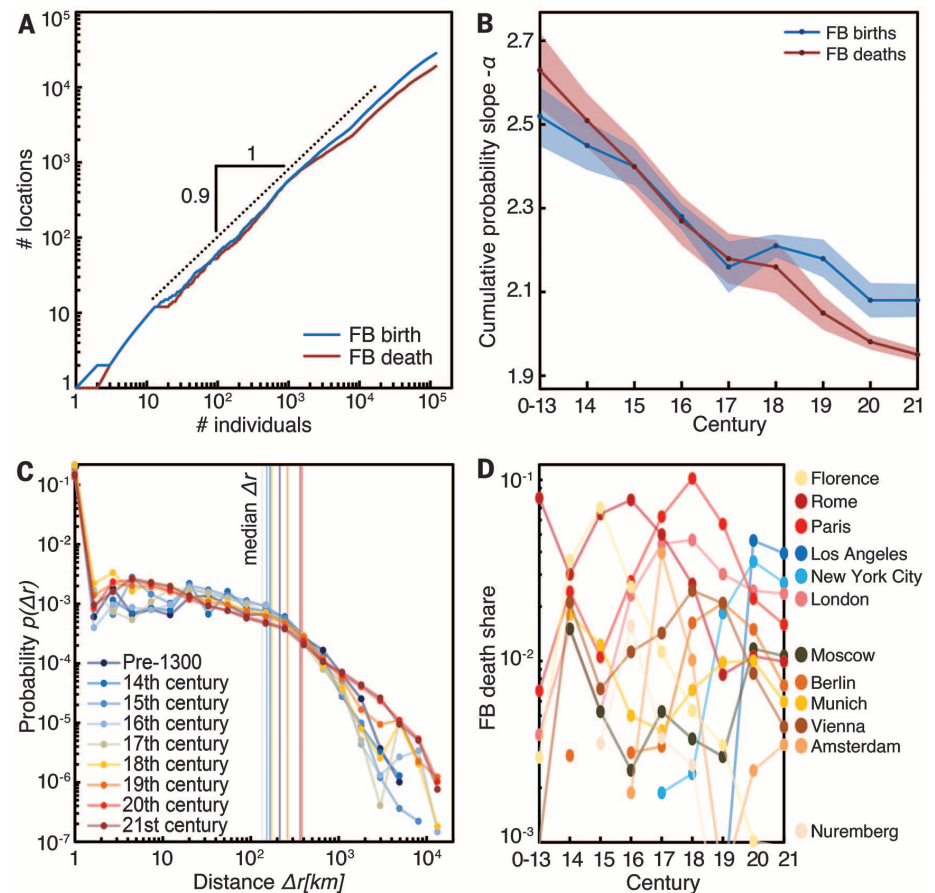 A
10^5
10^4
10^3
10^2
10
1
# locations
1
0.9
FB birth
FB death
1
10
10^2
10^3
10^4
10^5
# individuals
B
2.7
2.5
2.3
2.1
1.9
Cumulative probability slope -α
FB births
FB deaths
0-13 14 15 16 17 18 19 20 21
Century
C
10^-1
10^-2
10^-3
10^-4
10^-5
10^-6
10^-7
Probability p(Δr)
median Δr
Pre-1300
14th century
15th century
16th century
17th century
18th century
19th century
20th century
21st century
1 10 10^2 10^3 10^4
Distance Δr[km]
D
10^-1
10^-2
10^-3
FB death share
0-13 14 15 16 17 18 19 20 21
Century
Florence
Rome
Paris
Los Angeles
New York City
London
Moscow
Berlin
Munich
Vienna
Amsterdam
Nuremberg